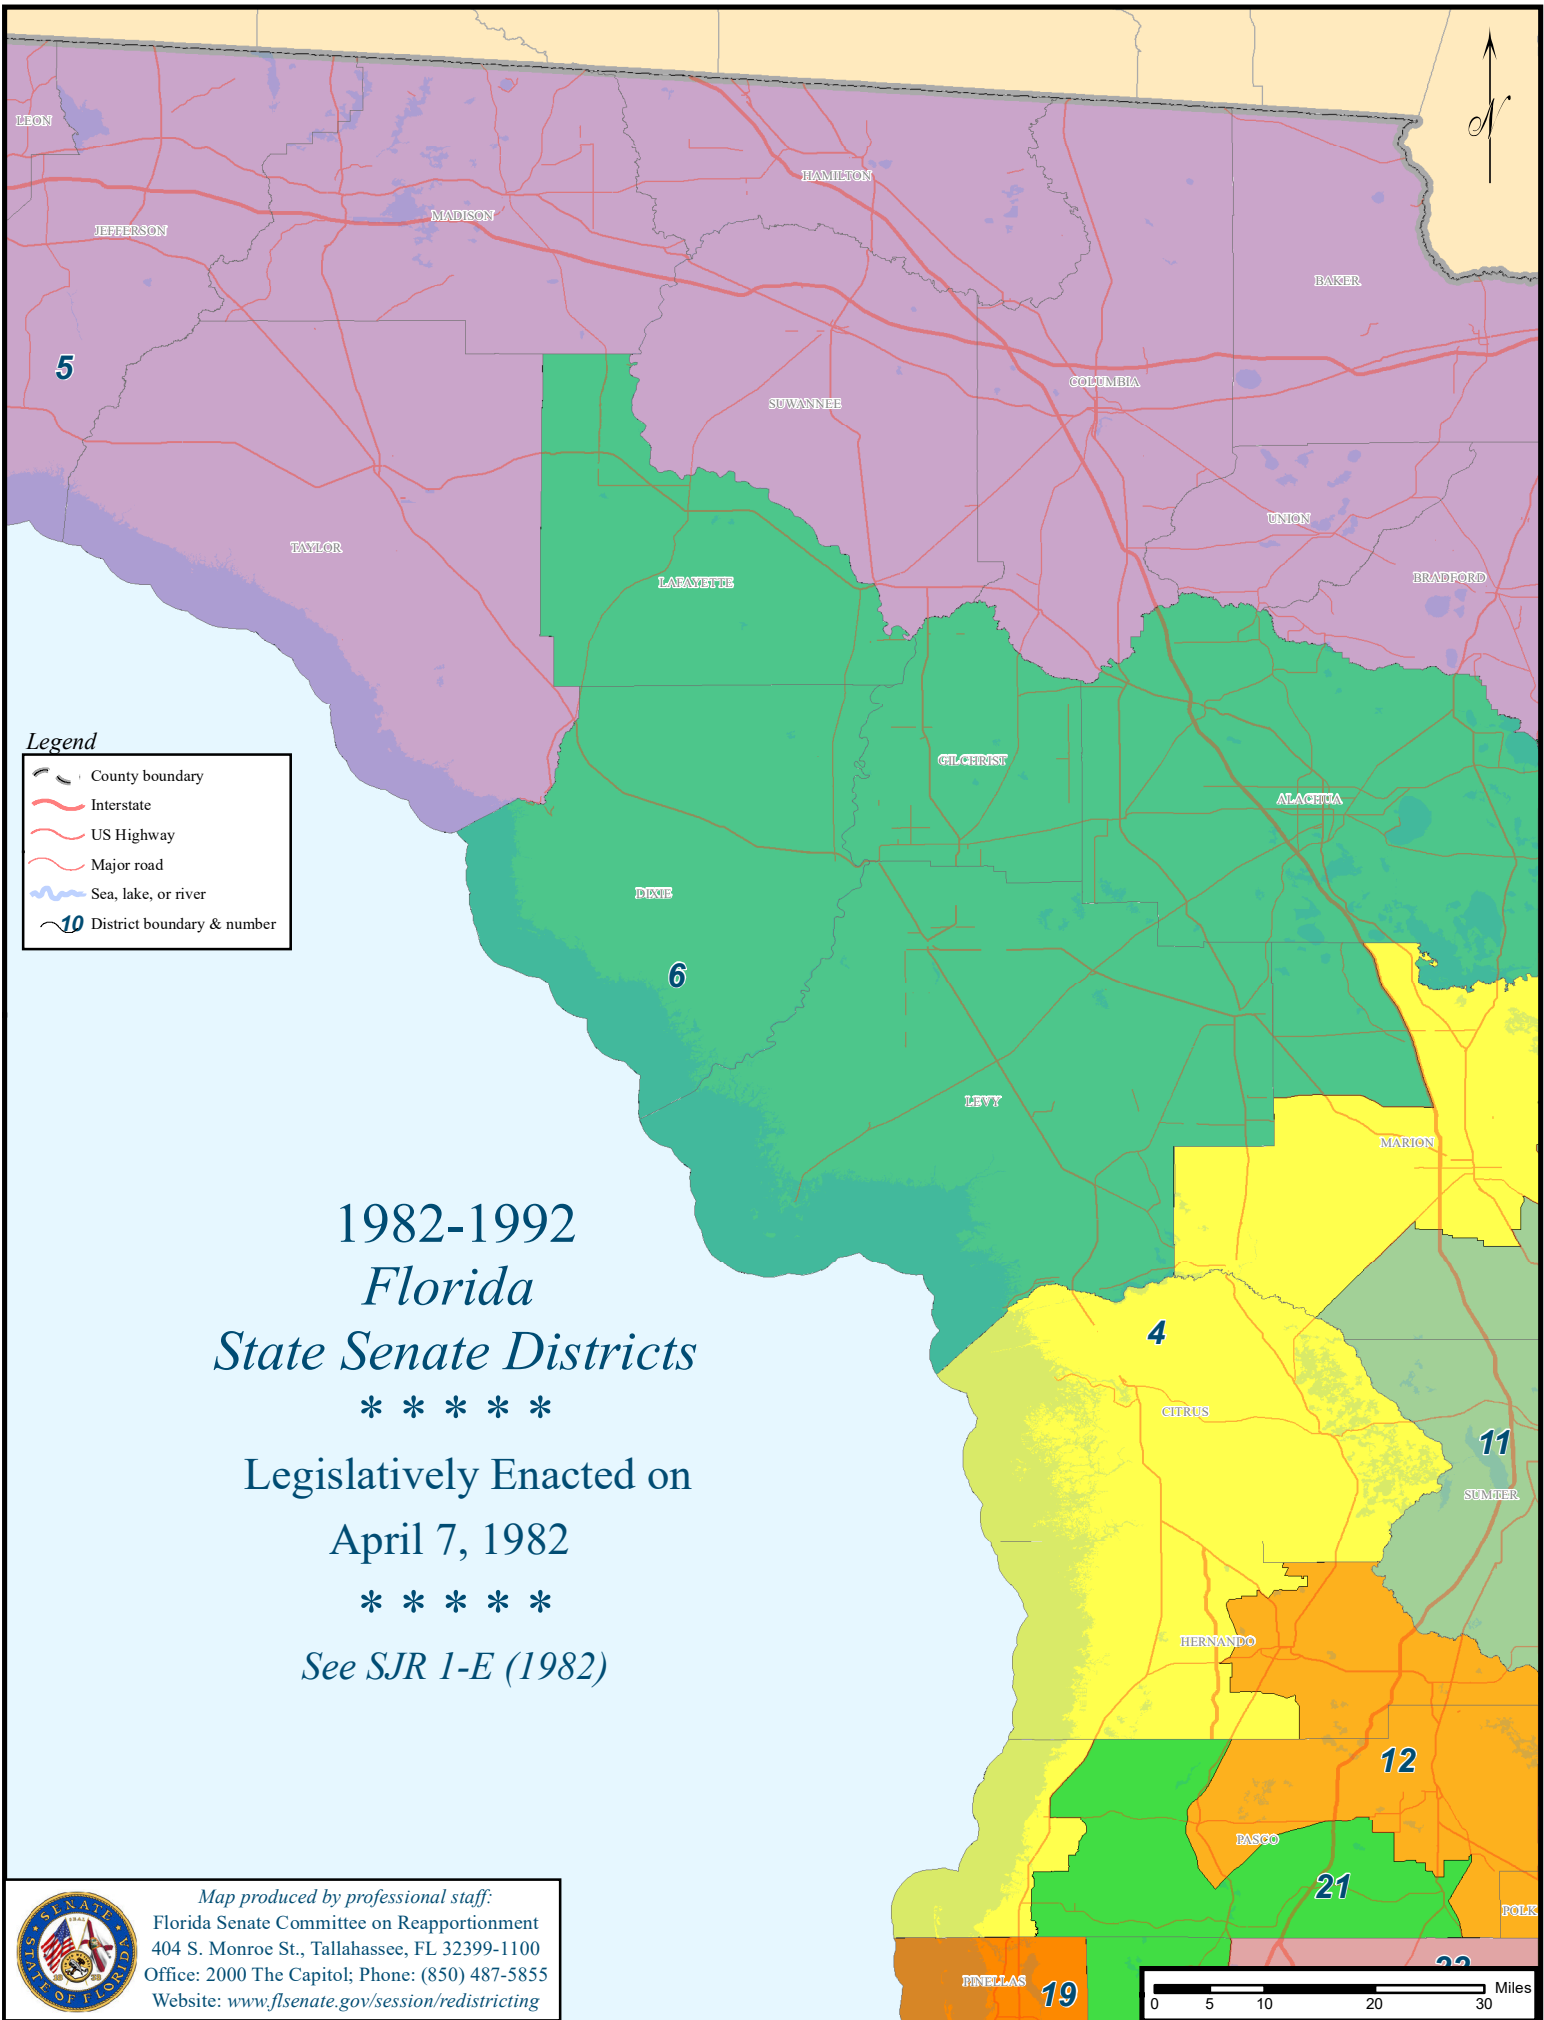 LEON
HAMILTON
MADISON
JEFFERSON
BAKER
5
COLUMBIA
SUWANNEE
UNION
TAYLOR
LAFAYETTE
BRADFORD
Legend
County boundary
Interstate
US Highway
Major road
Sea, lake, or river
10 District boundary & number
GILCHRIST
ALACHUA
DIXIE
6
LEVY
MARION
1982-1992
Florida
State Senate Districts
* * * * *
Legislatively Enacted on
April 7, 1982
* * * * *
See SJR 1-E (1982)
4
CITRUS
11
SUMTER
HERNANDO
12
PASCO
21
POLK
PINELLAS
19
Map produced by professional staff:
Florida Senate Committee on Reapportionment
404 S. Monroe St., Tallahassee, FL 32399-1100
Office: 2000 The Capitol; Phone: (850) 487-5855
Website: www.flsenate.gov/session/redistricting
SENATE
SEAL
STATE OF FLORIDA
N
Miles
0 5 10 20 30